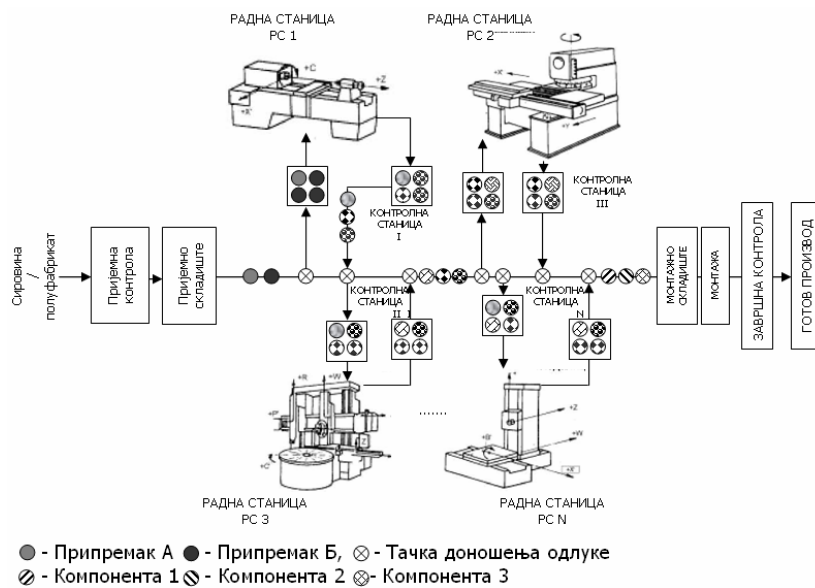 РАДНА СТАНИЦА
РС 1
РАДНА СТАНИЦА
РС 2
+C
+Z
+X
+Y
КОНТРОЛНА
СТАНИЦА
I
КОНТРОЛНА
СТАНИЦА
III
Сировина
/
полуфабрикат
Пријемна
контрола
Пријемно
складиште
КОНТРОЛНА
СТАНИЦА
II
КОНТРОЛНА
СТАНИЦА
N
МОНТАЖНО
СКЛАДИШТЕ
МОНТАЖА
ЗАВРШНА КОНТРОЛА
ГОТОВ ПРОИЗВОД
+R
+W
+P
Z
+C
........
+Z
+W
+B
+X
РАДНА СТАНИЦА
РС 3
РАДНА СТАНИЦА
РС N
- Припремак А - Припремак Б, - Тачка доношења одлуке
- Компонента 1 - Компонента 2 - Компонента 3